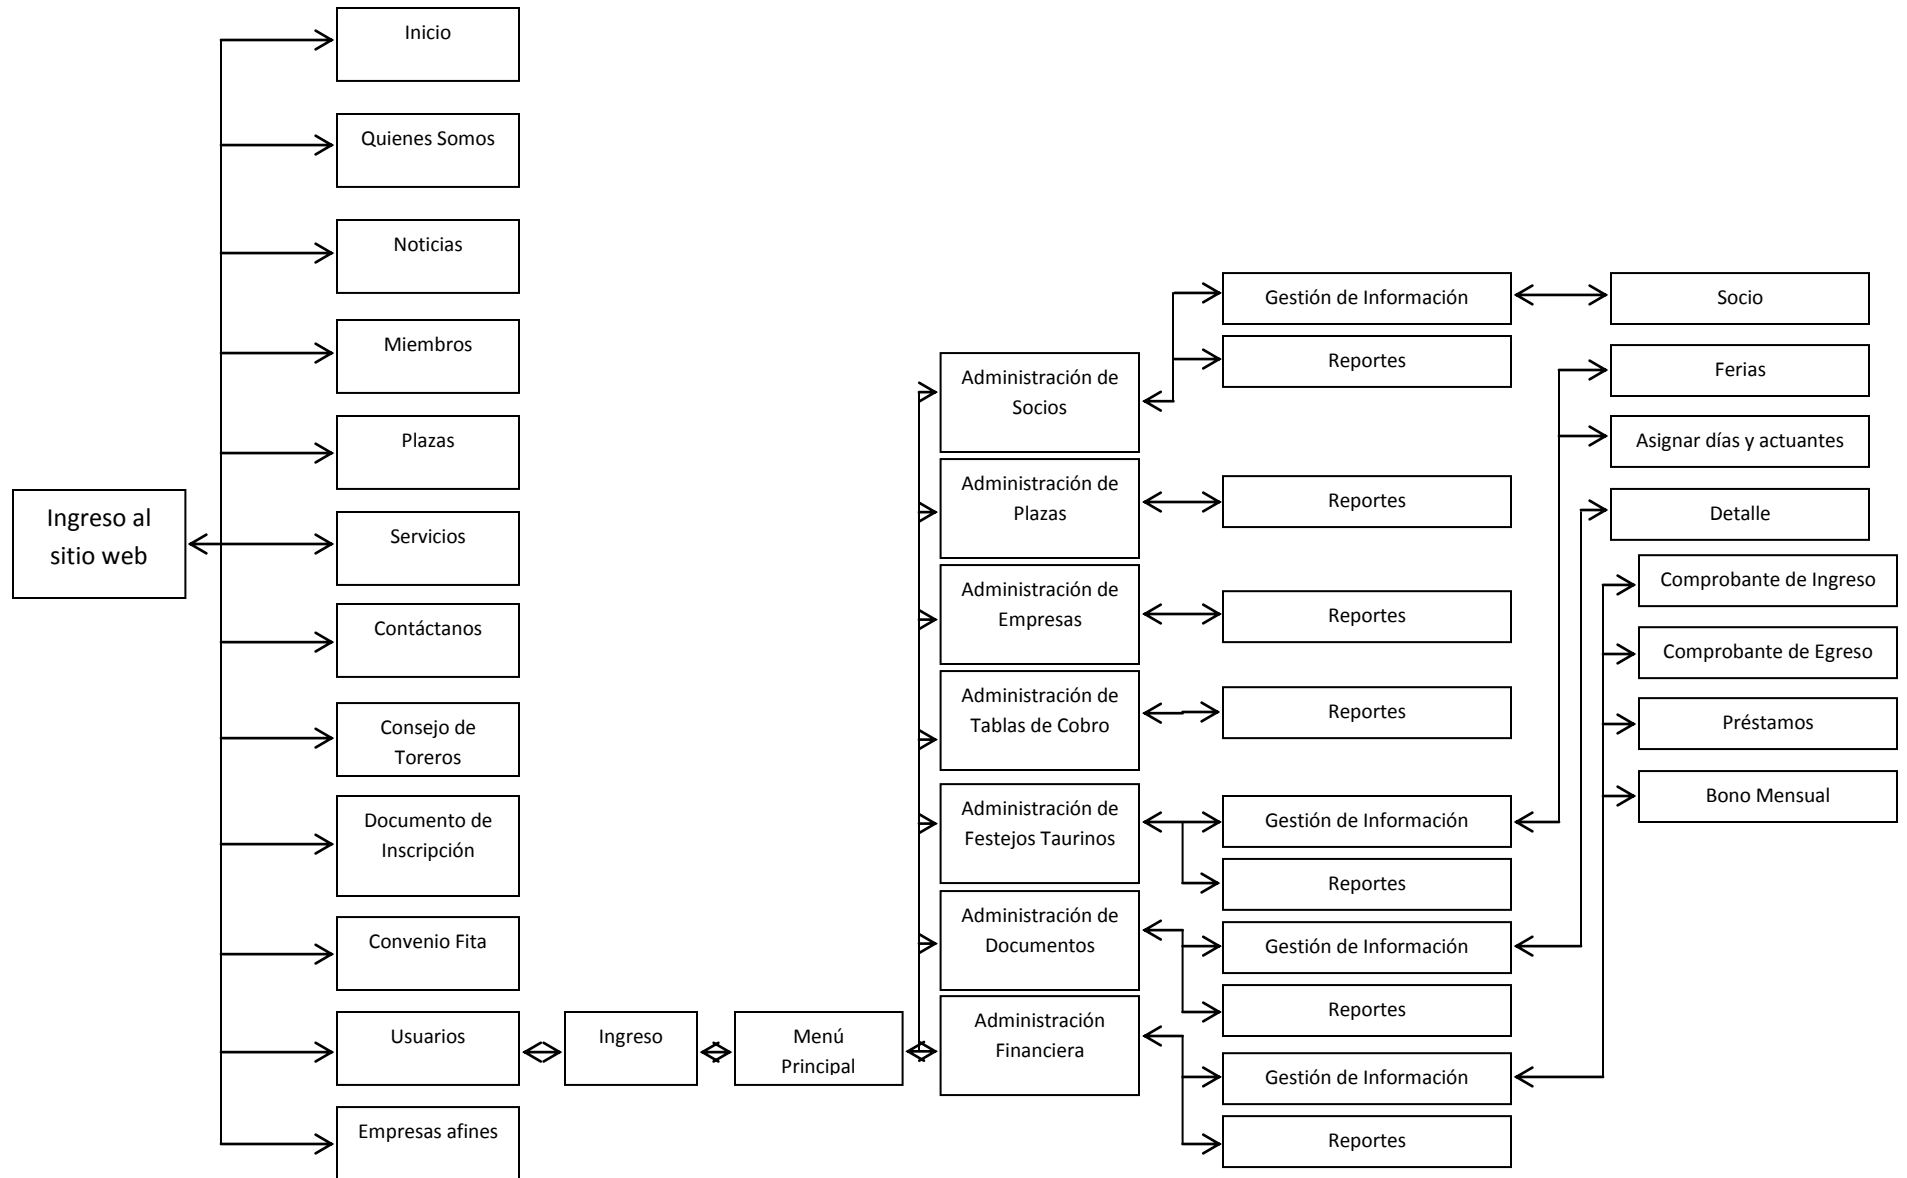 Ingreso al
sitio web
Inicio
Quienes Somos
Noticias
Miembros
Plazas
Servicios
Contáctanos
Consejo de
Toreros
Documento de
Inscripción
Convenio Fita
Usuarios
Empresas afines
Ingreso
Menú
Principal
Administración de
Socios
Administración de
Plazas
Administración de
Empresas
Administración de
Tablas de Cobro
Administración de
Festejos Taurinos
Administración de
Documentos
Administración
Financiera
Gestión de Información
Reportes
Reportes
Reportes
Reportes
Gestión de Información
Reportes
Gestión de Información
Reportes
Gestión de Información
Reportes
Socio
Ferias
Asignar días y actuantes
Detalle
Comprobante de Ingreso
Comprobante de Egreso
Préstamos
Bono Mensual